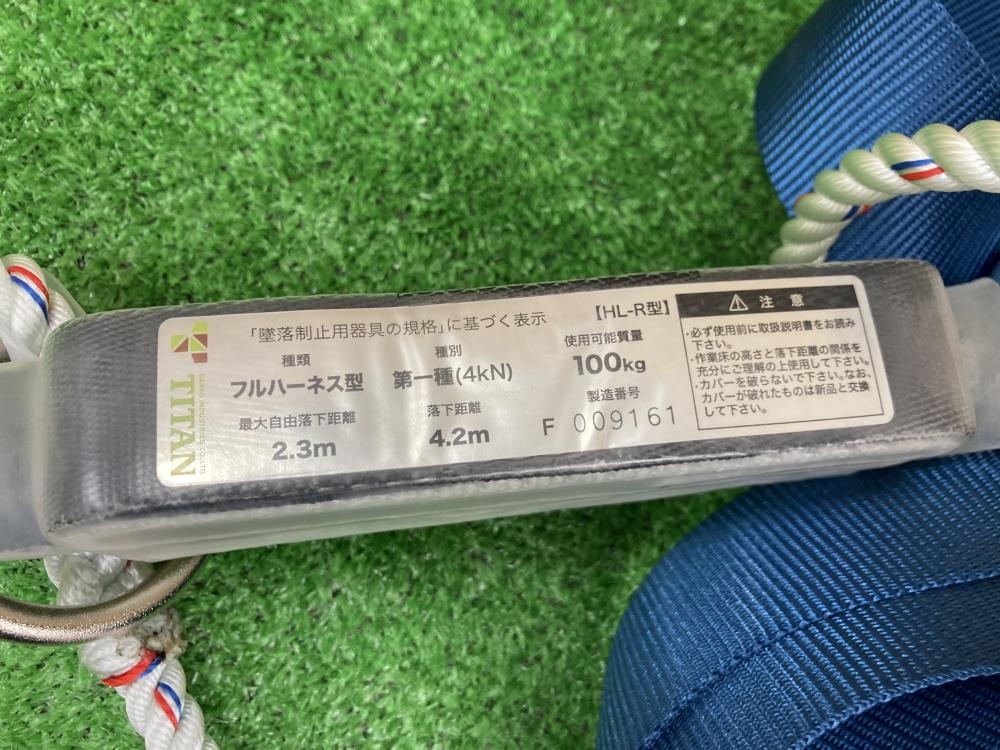 「墜落制止用器具の規格」に基づく表示
【HL-R型】
種類
フルハーネス型
種別
第一種(4kN)
使用可能質量
100kg
最大自由落下距離
2.3m
落下距離
4.2m
製造番号
F 009161
TITAN
SANKO INDUSTRIES CO.,LTD.
注意
・必ず使用前に取扱説明書をお読み
下さい。
・作業床の高さと落下距離の関係を
充分にご理解の上使用して下さい。
・カバーを破らないで下さい。なお、
カバーが破れたものは新品と交換
して下さい。